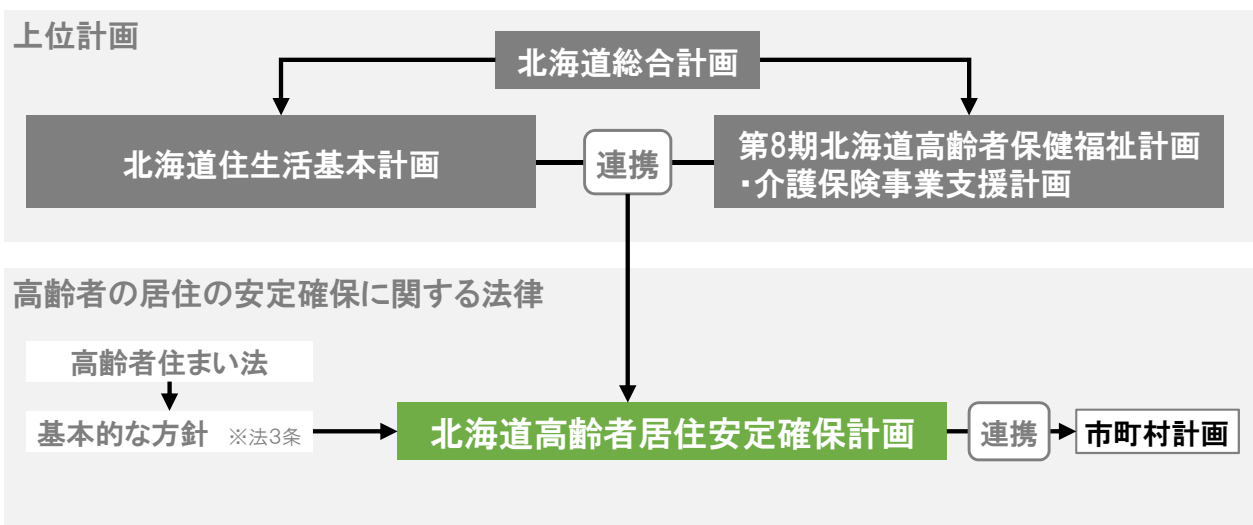 上位計画
北海道総合計画
北海道住生活基本計画
連携
第8期北海道高齢者保健福祉計画
・介護保険事業支援計画
高齢者の居住の安定確保に関する法律
高齢者住まい法
基本的な方針 ※法3条
北海道高齢者居住安定確保計画
連携
市町村計画